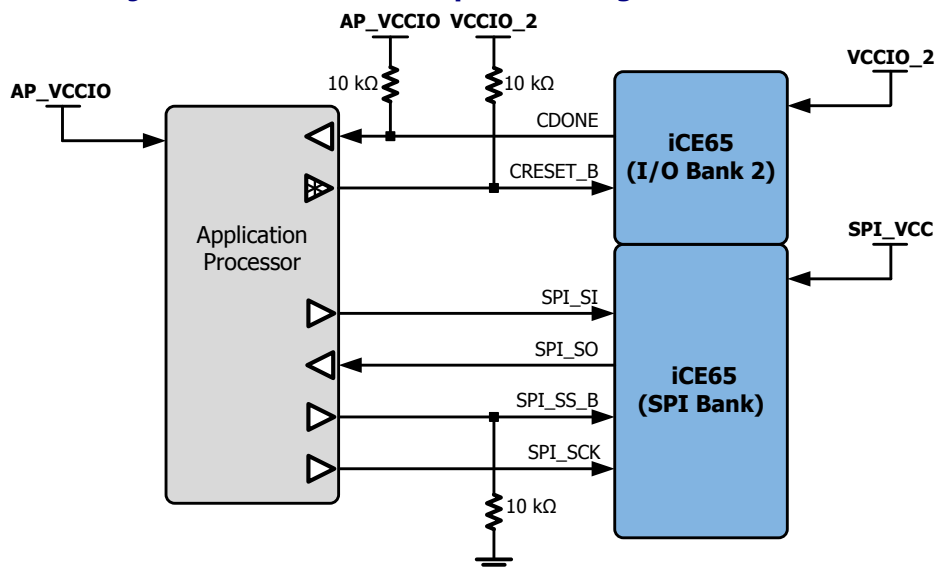 AP_VCCIO VCCIO_2
10 kΩ 10 kΩ
VCCIO_2
AP_VCCIO
CDONE
iCE65
(I/O Bank 2)
CRESET_B
Application
Processor
SPI_VCC
SPI_SI
SPI_SO
iCE65
(SPI Bank)
SPI_SS_B
SPI_SCK
10 kΩ